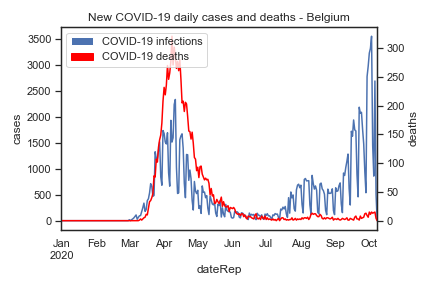 New COVID-19 daily cases and deaths - Belgium
COVID-19 infections
COVID-19 deaths
cases
3500
3000
2500
2000
1500
1000
500
0
deaths
300
250
200
150
100
50
0
Jan Feb Mar Apr May Jun Jul Aug Sep Oct
2020
dateRep